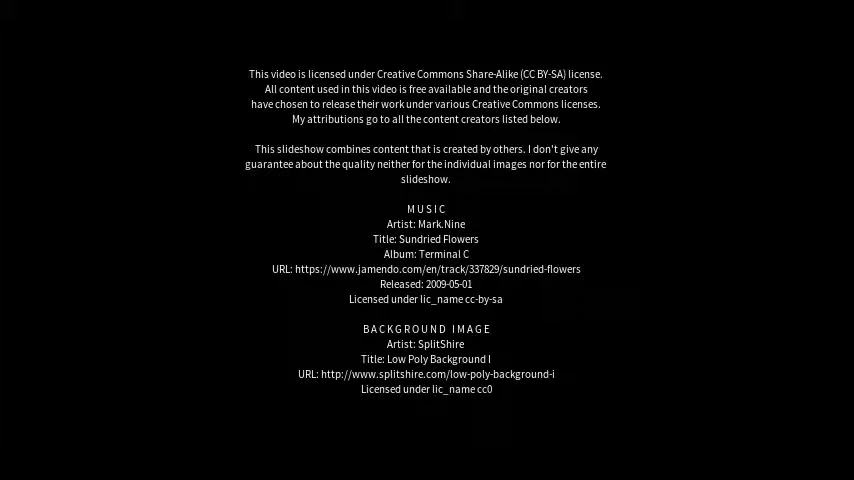 This video is licensed under Creative Commons Share-Alike (CC BY-SA) license.
All content used in this video is free available and the original creators
have chosen to release their work under various Creative Commons licenses.
My attributions go to all the content creators listed below.
This slideshow combines content that is created by others. I don't give any
guarantee about the quality neither for the individual images nor for the entire
slideshow.
MUSIC
Artist: Mark.Nine
Title: Sundried Flowers
Album: Terminal C
URL: https://www.jamendo.com/en/track/337829/sundried-flowers
Released: 2009-05-01
Licensed under lic_name cc-by-sa
BACKGROUND IMAGE
Artist: SplitShire
Title: Low Poly Background I
URL: http://www.splitshire.com/low-poly-background-i
Licensed under lic_name cc0